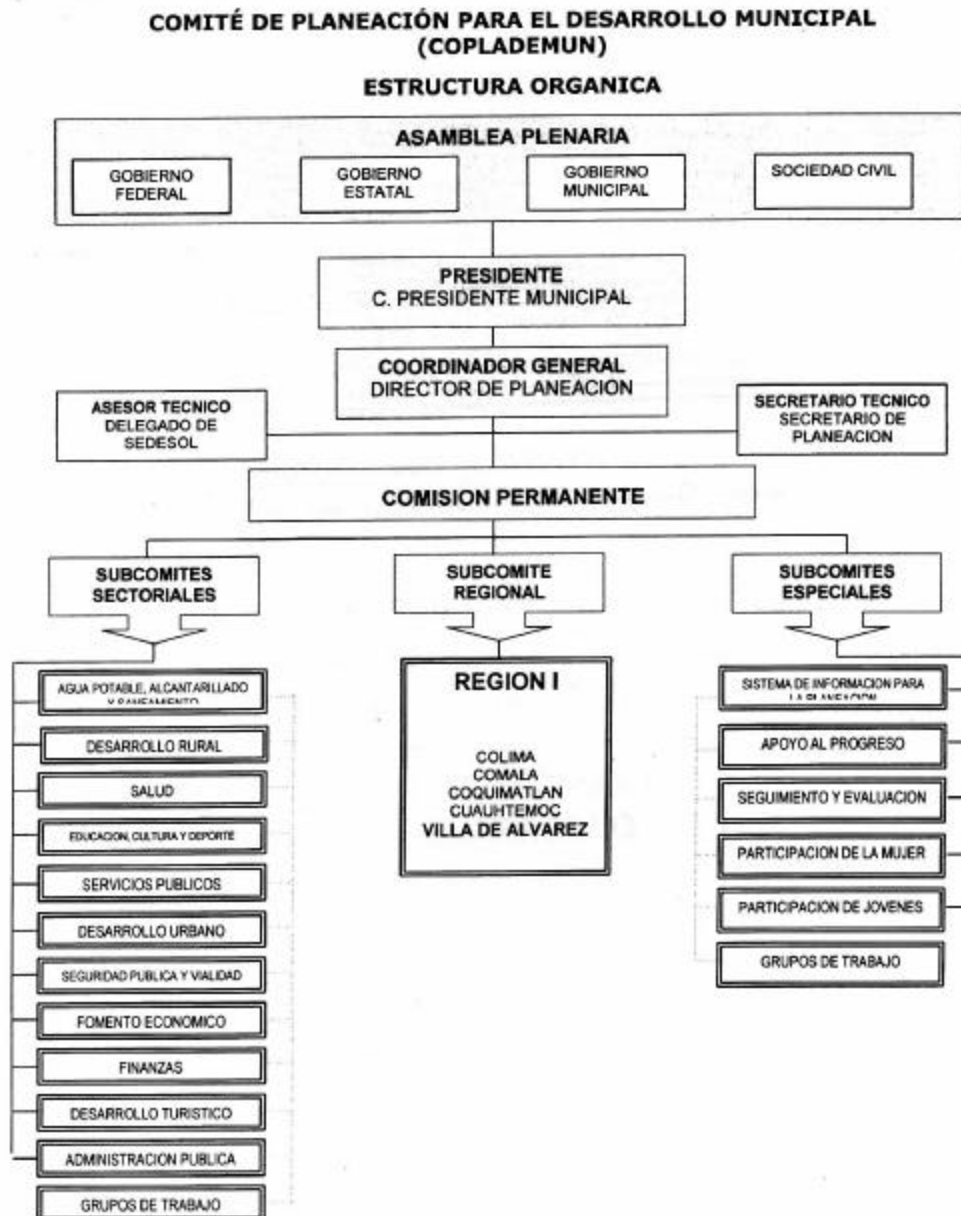 COMITÉ DE PLANEACIÓN PARA EL DESARROLLO MUNICIPAL
(COPLADEMUN)
ESTRUCTURA ORGANICA
ASAMBLEA PLENARIA
GOBIERNO
FEDERAL
GOBIERNO
ESTATAL
GOBIERNO
MUNICIPAL
SOCIEDAD CIVIL
PRESIDENTE
C. PRESIDENTE MUNICIPAL
COORDINADOR GENERAL
DIRECTOR DE PLANEACION
ASESOR TECNICO
DELEGADO DE
SEDESOL
SECRETARIO TECNICO
SECRETARIO DE
PLANEACION
COMISION PERMANENTE
SUBCOMITES
SECTORIALES
SUBCOMITE
REGIONAL
SUBCOMITES
ESPECIALES
AGUA POTABLE, ALCANTARILLADO
Y SANEAMIENTO
DESARROLLO RURAL
SALUD
EDUCACION, CULTURA Y DEPORTE
SERVICIOS PUBLICOS
DESARROLLO URBANO
SEGURIDAD PUBLICA Y VIALIDAD
FOMENTO ECONOMICO
FINANZAS
DESARROLLO TURISTICO
ADMINISTRACION PUBLICA
GRUPOS DE TRABAJO
REGION I
COLIMA
COMALA
COQUIMATLAN
CUAUHTEMOC
VILLA DE ALVAREZ
SISTEMA DE INFORMACION PARA
LA PLANEACION
APOYO AL PROGRESO
SEGUIMIENTO Y EVALUACION
PARTICIPACION DE LA MUJER
PARTICIPACION DE JOVENES
GRUPOS DE TRABAJO